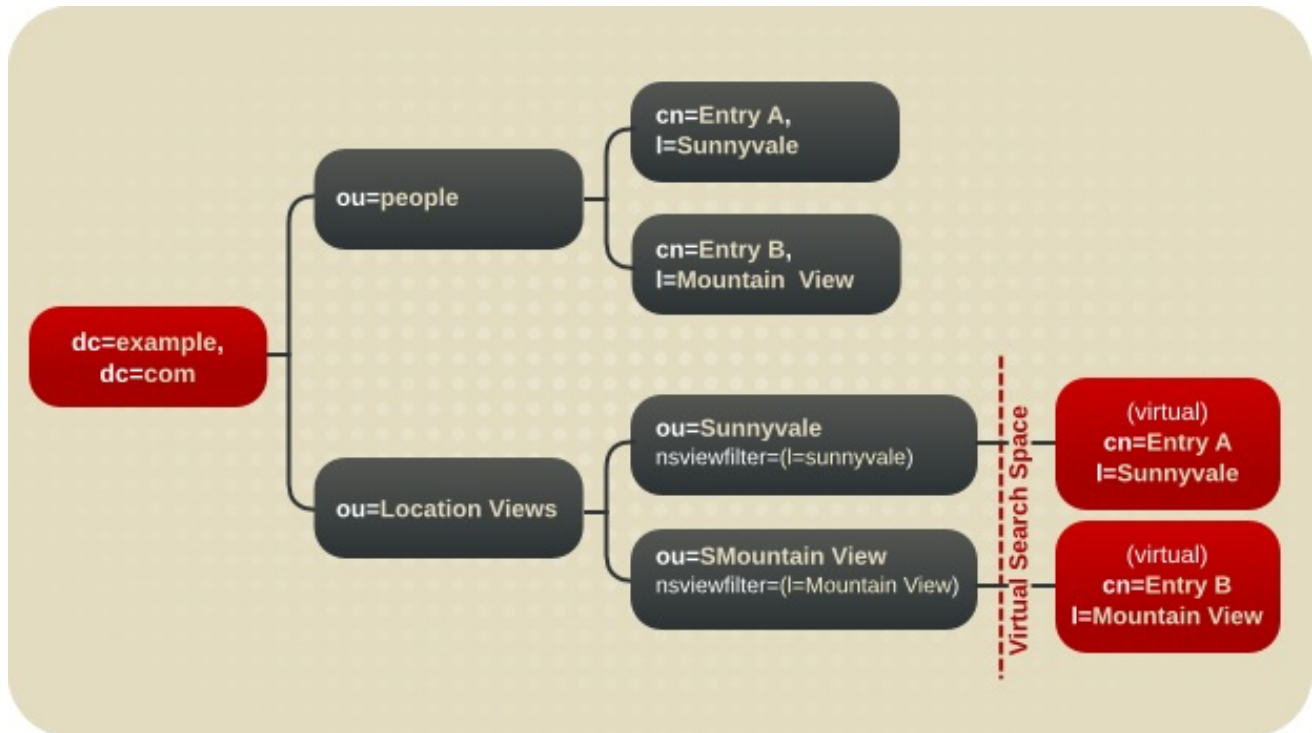 cn=Entry A,
l=Sunnyvale
ou=people
cn=Entry B,
l=Mountain View
dc=example,
dc=com
ou=Sunnyvale
nsviewfilter=(l=sunnyvale)
ou=Location Views
ou=SMountain View
nsviewfilter=(l=Mountain View)
Virtual Search Space
(virtual)
cn=Entry A
l=Sunnyvale
(virtual)
cn=Entry B
l=Mountain View